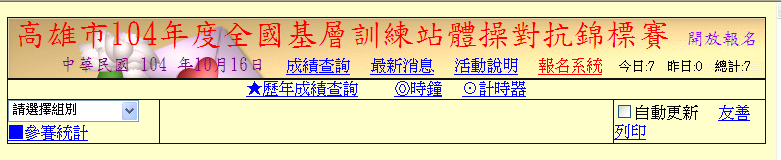 高雄市104年度全國基層訓練站體操對抗錦標賽 開放報名
中華民國 104 年10月16日 成績查詢 最新消息 活動說明 報名系統 今日:7 昨日:0 總計:7
★歷年成績查詢 ◎時鐘 ⊙計時器
請選擇組別
■參賽統計
自動更新 友善
列印